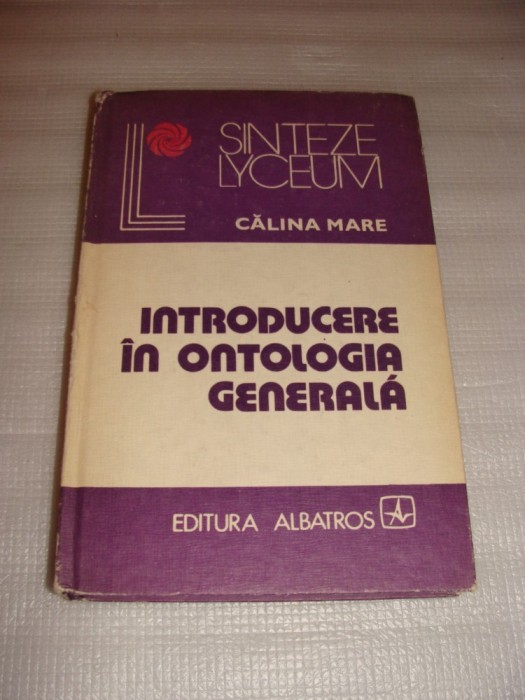 SINTEZE
LYCEUM
CĂLINA MARE
INTRODUCERE
ÎN ONTOLOGIA
GENERALĂ
EDITURA ALBATROS